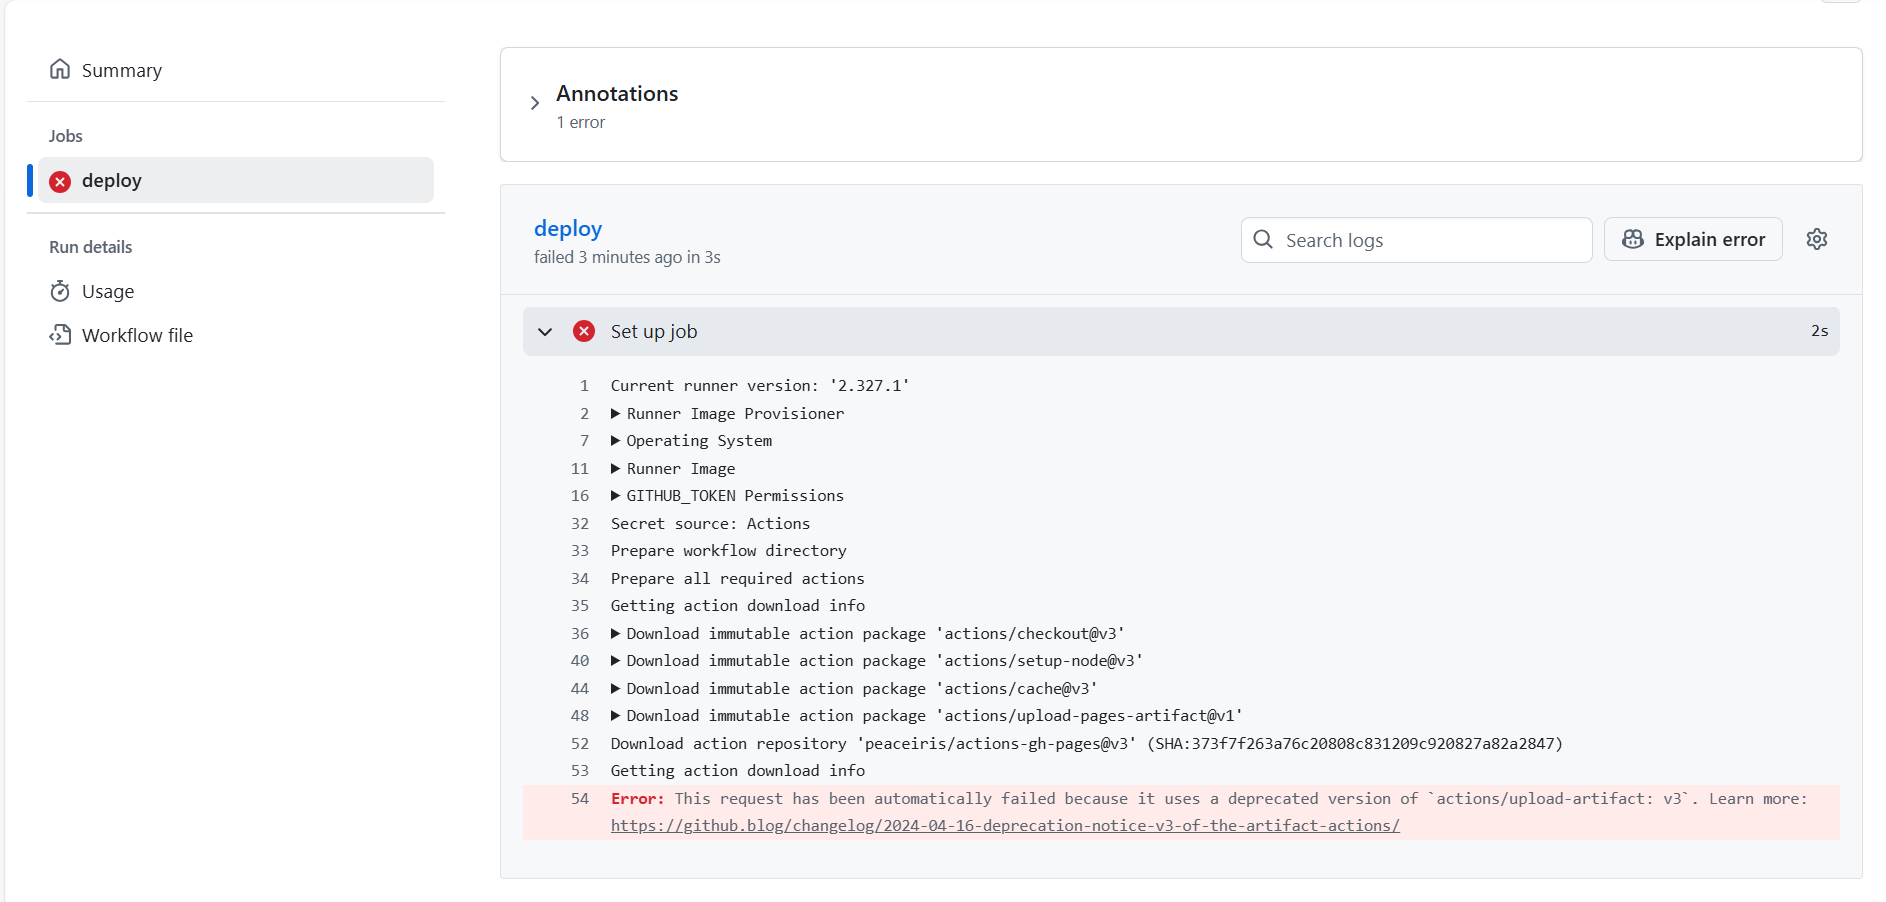 Summary
Jobs
deploy
Run details
Usage
Workflow file
Annotations
1 error
deploy
failed 3 minutes ago in 3s
Search logs
Explain error
Set up job
2s
1 Current runner version: '2.327.1'
2 Runner Image Provisioner
7 Operating System
11 Runner Image
16 GITHUB_TOKEN Permissions
32 Secret source: Actions
33 Prepare workflow directory
34 Prepare all required actions
35 Getting action download info
36 Download immutable action package 'actions/checkout@v3'
40 Download immutable action package 'actions/setup-node@v3'
44 Download immutable action package 'actions/cache@v3'
48 Download immutable action package 'actions/upload-pages-artifact@v1'
52 Download action repository 'peaceiris/actions-gh-pages@v3' (SHA:373f7f263a76c20808c831209c920827a82a2847)
53 Getting action download info
54 Error: This request has been automatically failed because it uses a deprecated version of `actions/upload-artifact: v3`. Learn more:
https://github.blog/changelog/2024-04-16-deprecation-notice-v3-of-the-artifact-actions/